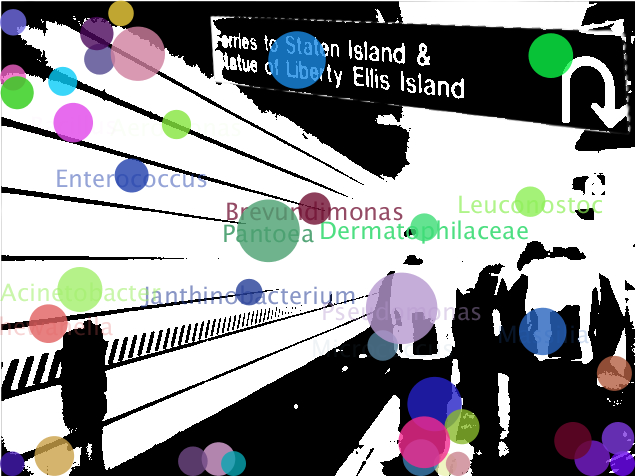 Ferries to Staten Island &
Statue of Liberty Ellis Island
Enterococcus
Leuconostoc
Brevundimonas
Pantoea
Dermatophilaceae
Acinetobacter
Janthinobacterium
Pseudomonas